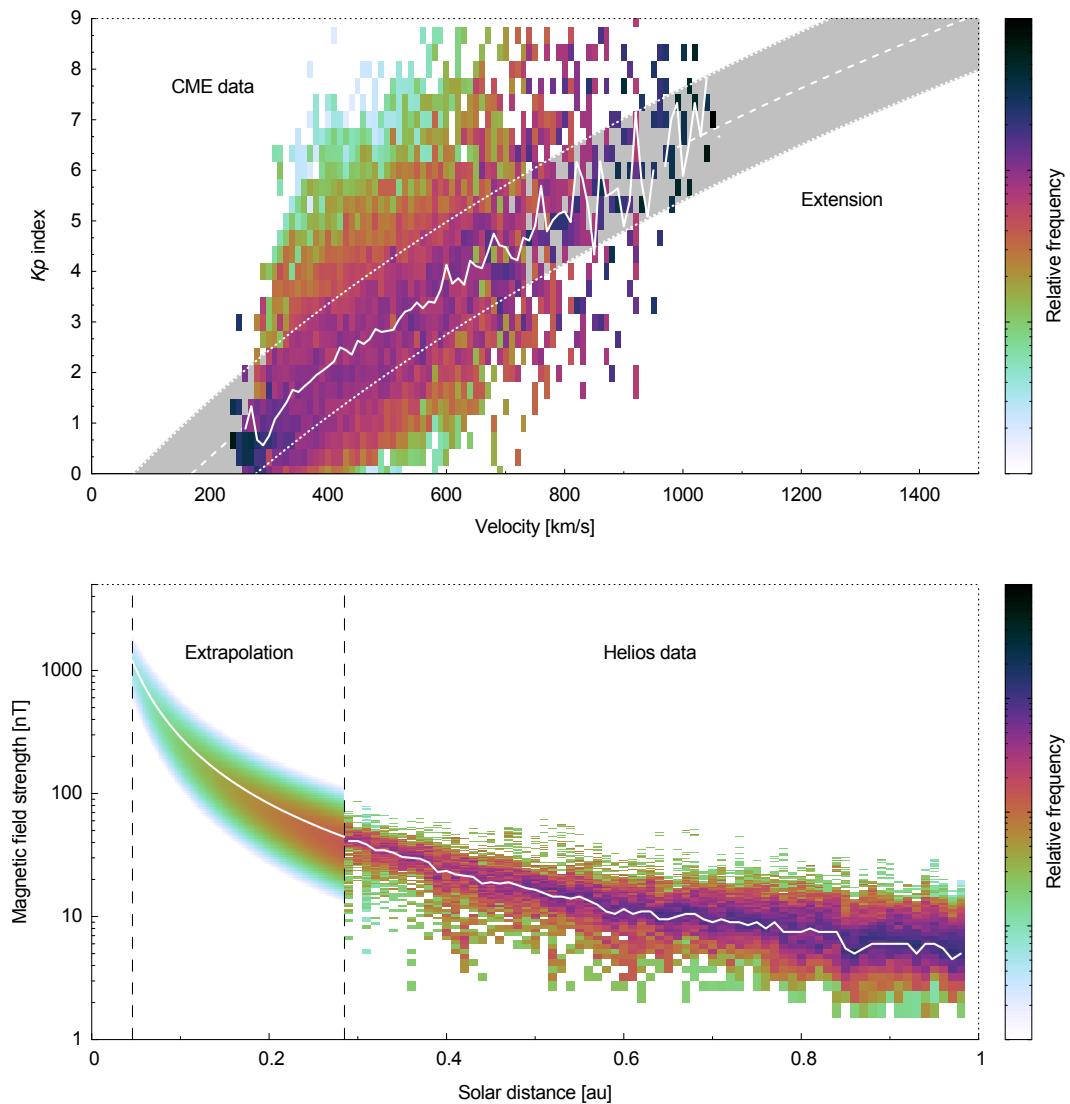 9
8
7
6
5
4
3
2
1
0
Kp index
CME data
Extension
0 200 400 600 800 1000 1200 1400
Velocity [km/s]
Relative frequency
1000
100
10
1
Magnetic field strength [nT]
Extrapolation
Helios data
0 0.2 0.4 0.6 0.8 1
Solar distance [au]
Relative frequency